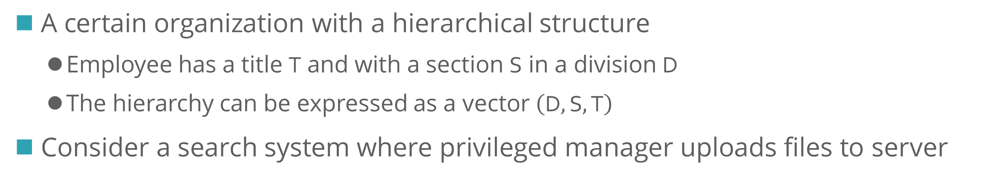 A certain organization with a hierarchical structure
Employee has a title T and with a section S in a division D
The hierarchy can be expressed as a vector (D, S, T)
Consider a search system where privileged manager uploads files to server